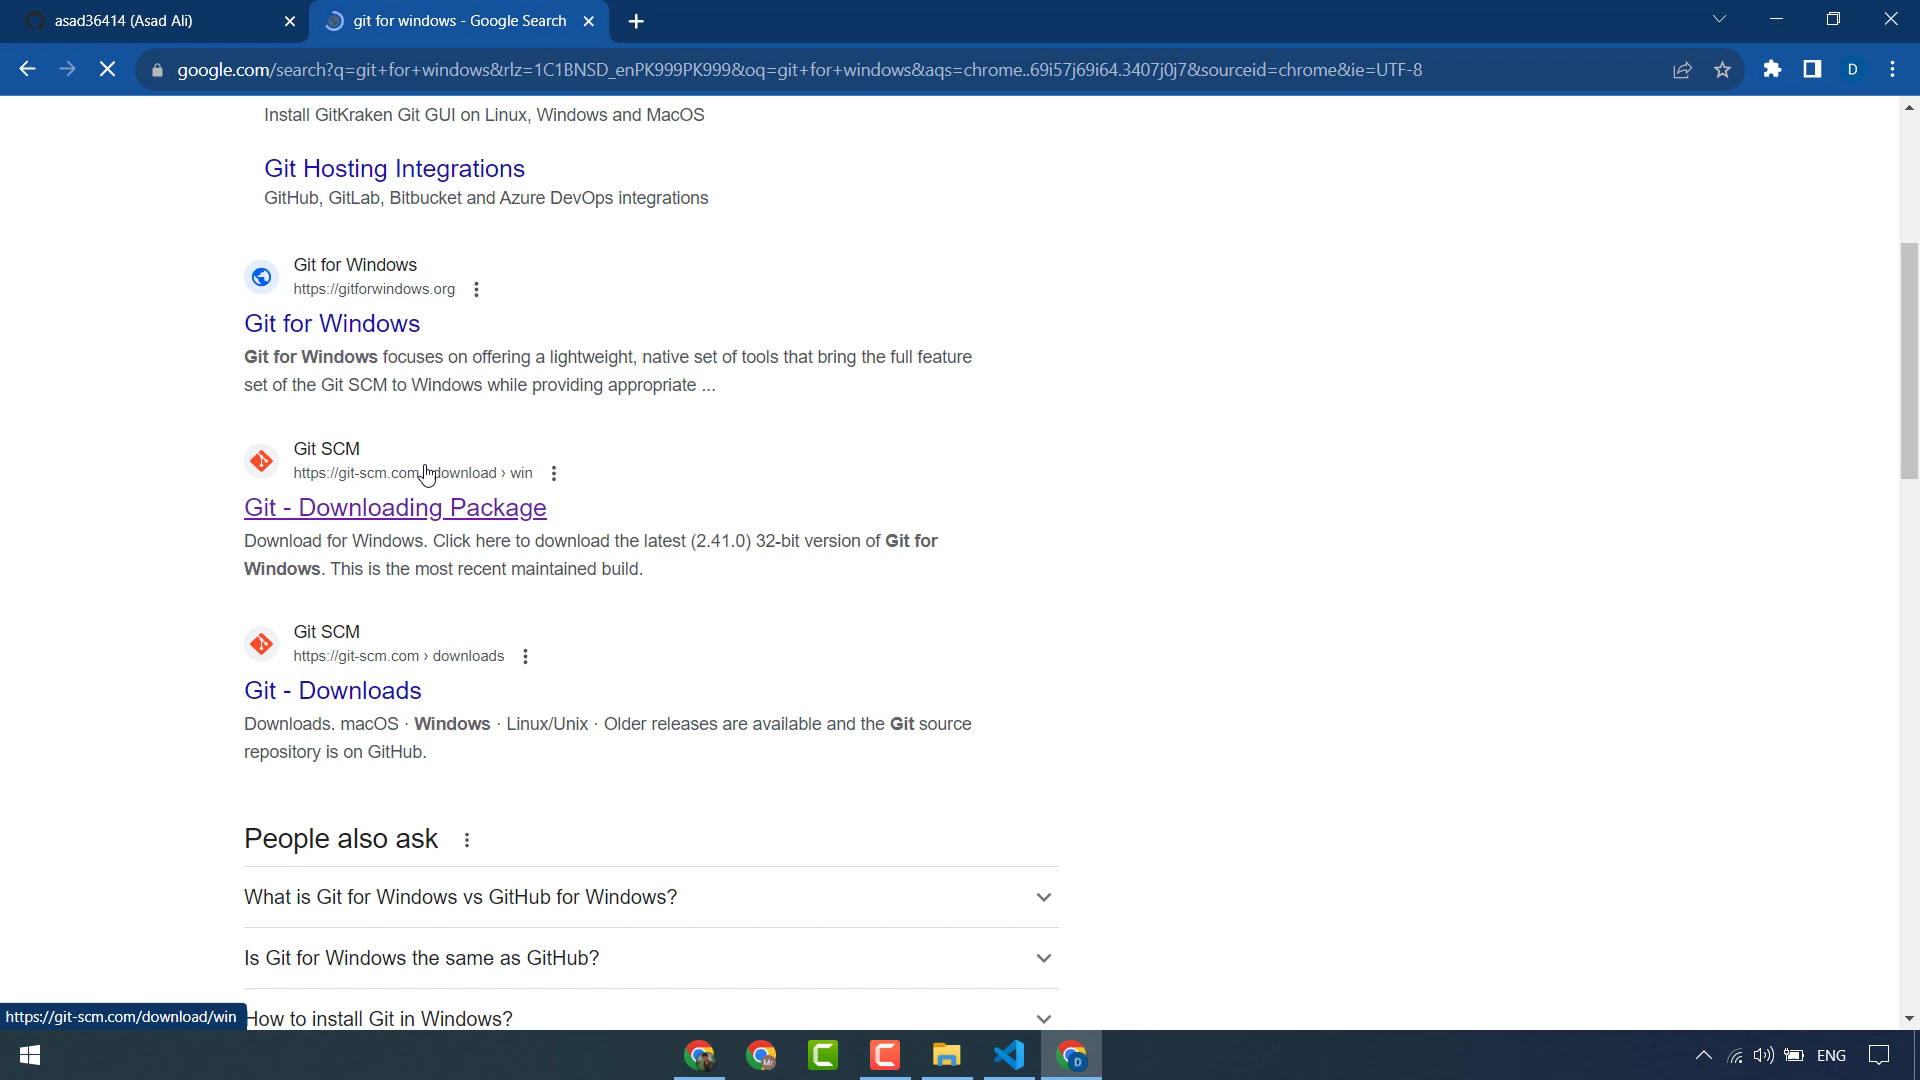 asad36414 (Asad Ali)
git for windows - Google Search
google.com/search?q=git+for+windows&rlz=1C1BNSD_enPK999PK999&oq=git+for+windows&aqs=chrome..69i57j69i64.3407j0j7&sourceid=chrome&ie=UTF-8
D
Install GitKraken Git GUI on Linux, Windows and MacOS
Git Hosting Integrations
GitHub, GitLab, Bitbucket and Azure DevOps integrations
Git for Windows
https://gitforwindows.org
Git for Windows
Git for Windows focuses on offering a lightweight, native set of tools that bring the full feature
set of the Git SCM to Windows while providing appropriate ...
Git SCM
https://git-scm.com › download › win
Git - Downloading Package
Download for Windows. Click here to download the latest (2.41.0) 32-bit version of Git for
Windows. This is the most recent maintained build.
Git SCM
https://git-scm.com › downloads
Git - Downloads
Downloads. macOS · Windows · Linux/Unix · Older releases are available and the Git source
repository is on GitHub.
People also ask
What is Git for Windows vs GitHub for Windows?
Is Git for Windows the same as GitHub?
How to install Git in Windows?
https://git-scm.com/download/win
Mr
D
ENG